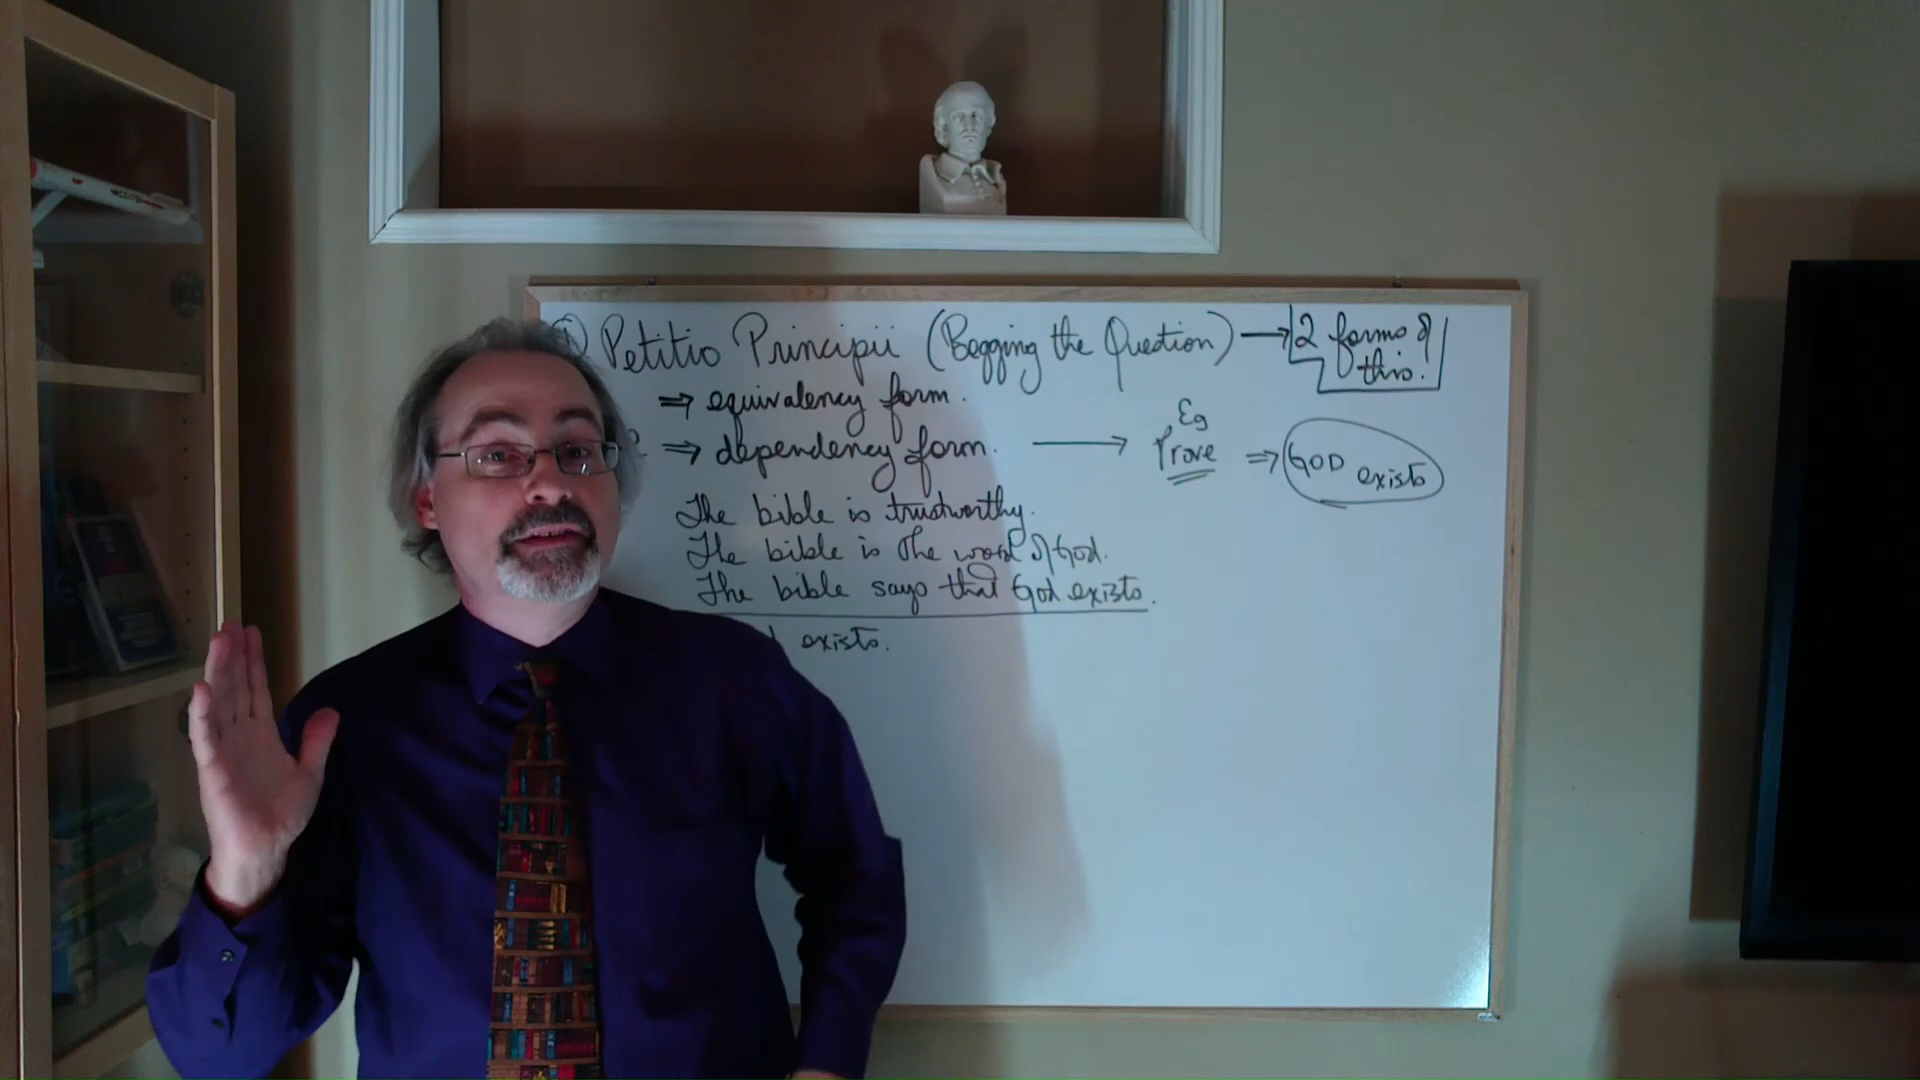 ① Petitio Principii (Begging the Question) → 2 forms of this.
⇒ equivalency form.
⇒ dependency form. → Eg Prove ⇒ GOD exists
The bible is trustworthy.
The bible is the word of God.
The bible says that God exists.
exists.